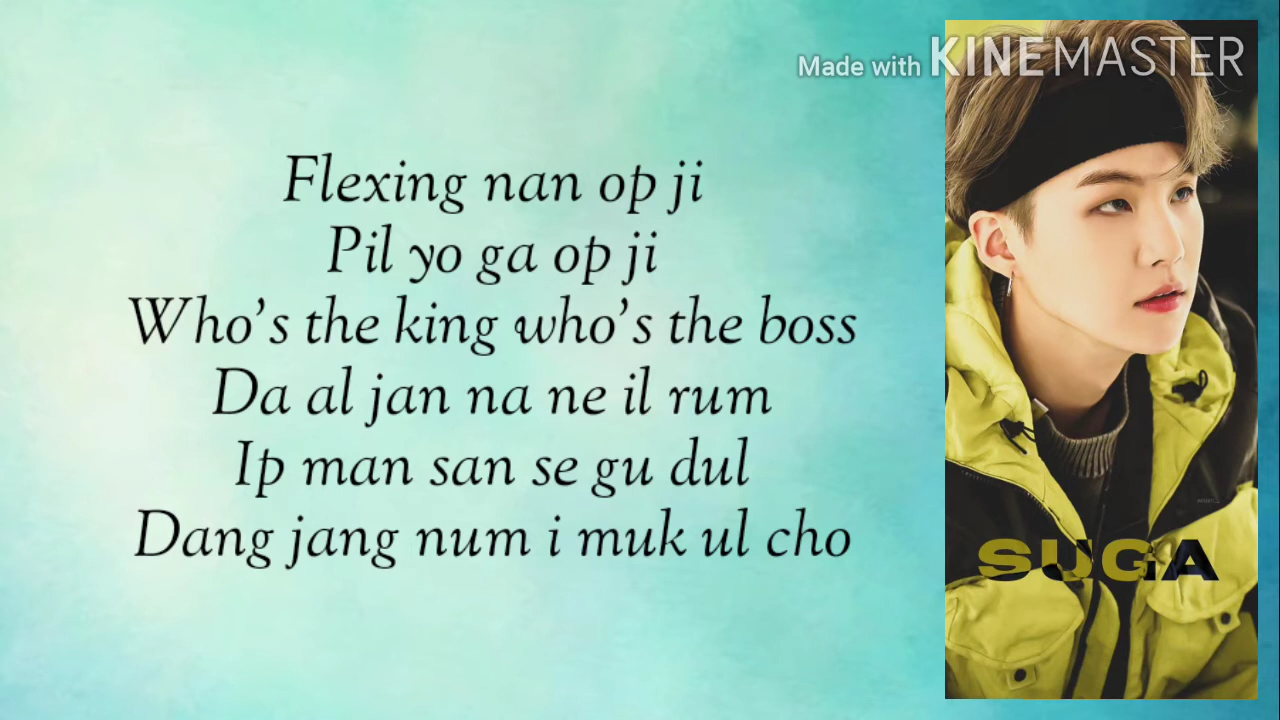 Made with KINEMASTER
Flexing nan op ji
Pil yo ga op ji
Who's the king who's the boss
Da al jan na ne il rum
Ip man san se gu dul
Dang jang num i muk ul cho
SUGA